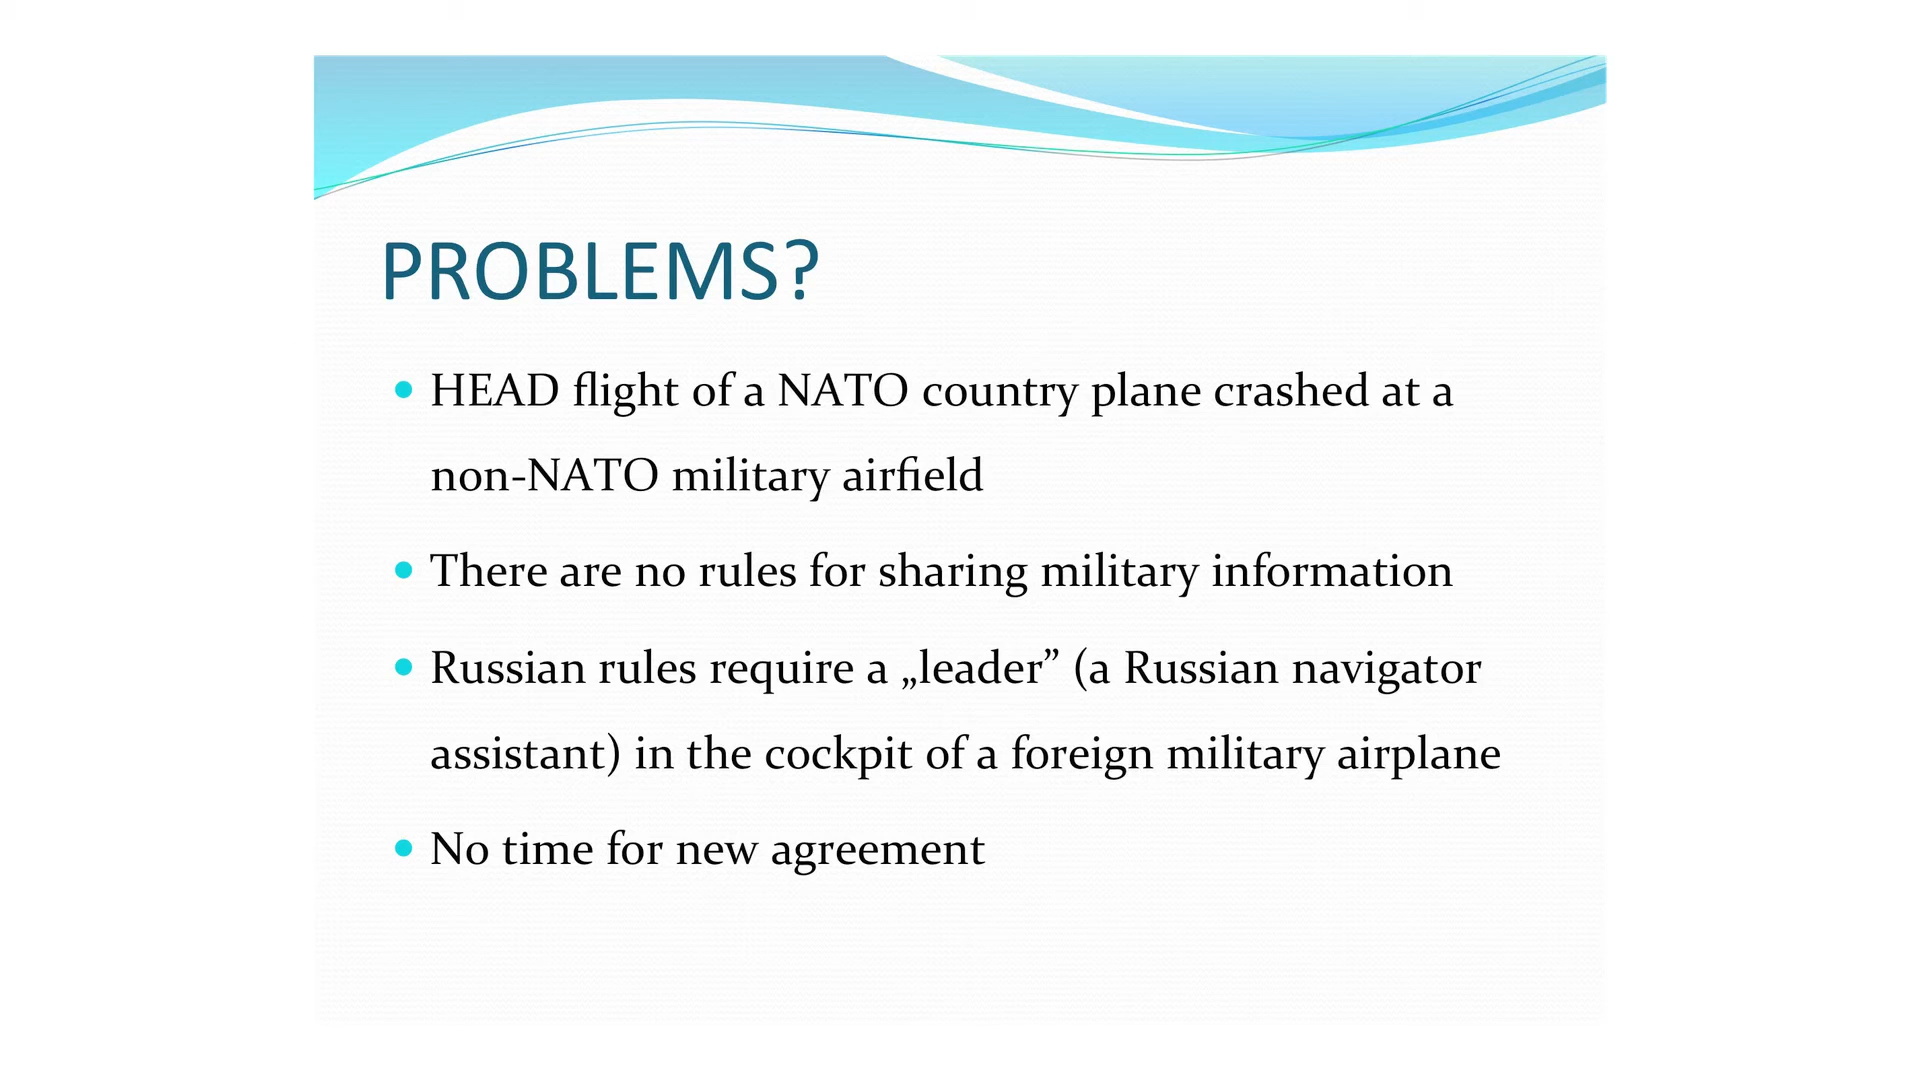 PROBLEMS?
• HEAD flight of a NATO country plane crashed at a
non-NATO military airfield
• There are no rules for sharing military information
• Russian rules require a „leader” (a Russian navigator
assistant) in the cockpit of a foreign military airplane
• No time for new agreement